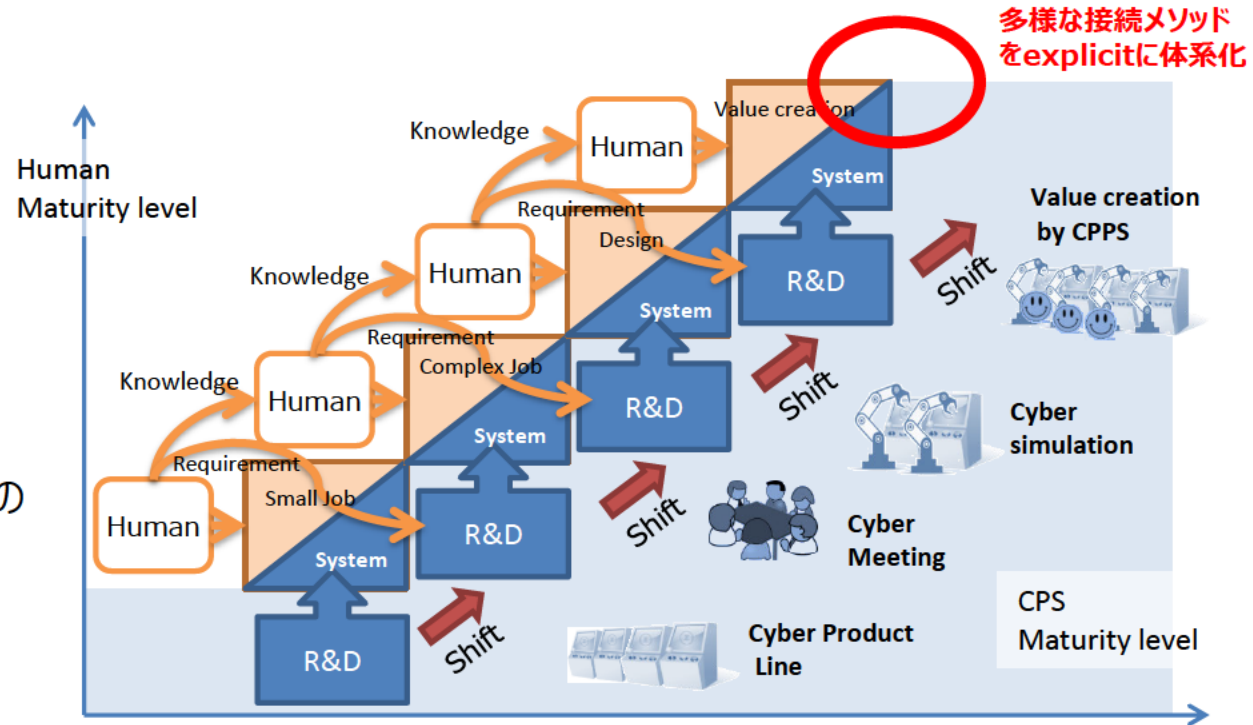 多様な接続メソッド
をexplicitに体系化
Value creation
Knowledge
Human
Human
Maturity level
System
Value creation
by CPPS
Requirement
Design
Knowledge
Human
R&D
Shift
System
Requirement
Complex Job
Knowledge
Human
R&D
Shift
Cyber
simulation
System
Requirement
Small Job
の
Human
R&D
Shift
Cyber
Meeting
System
CPS
Maturity level
R&D
Shift
Cyber Product
Line